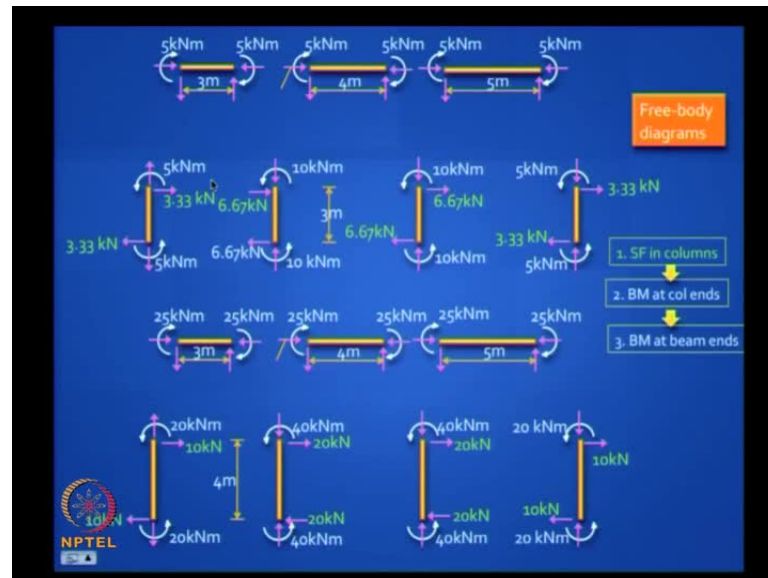 5kNm 5kNm 5kNm 5kNm 5kNm 5kNm
3m 4m 5m
Free-body
diagrams
5kNm 10kNm 10kNm 5kNm
3.33 kN 6.67kN 3m 6.67kN 3.33 kN
3.33 kN 6.67kN 6.67kN 3.33 kN
5kNm 10 kNm 10kNm 5kNm
1. SF in columns
2. BM at col ends
3. BM at beam ends
25kNm 25kNm 25kNm 25kNm 25kNm 25kNm
3m 4m 5m
20kNm 40kNm 40kNm 20 kNm
10kN 20kN 20kN 10kN
4m
10kN 20kN 20kN 10kN
20kNm 40kNm 40kNm 20 kNm
NPTEL